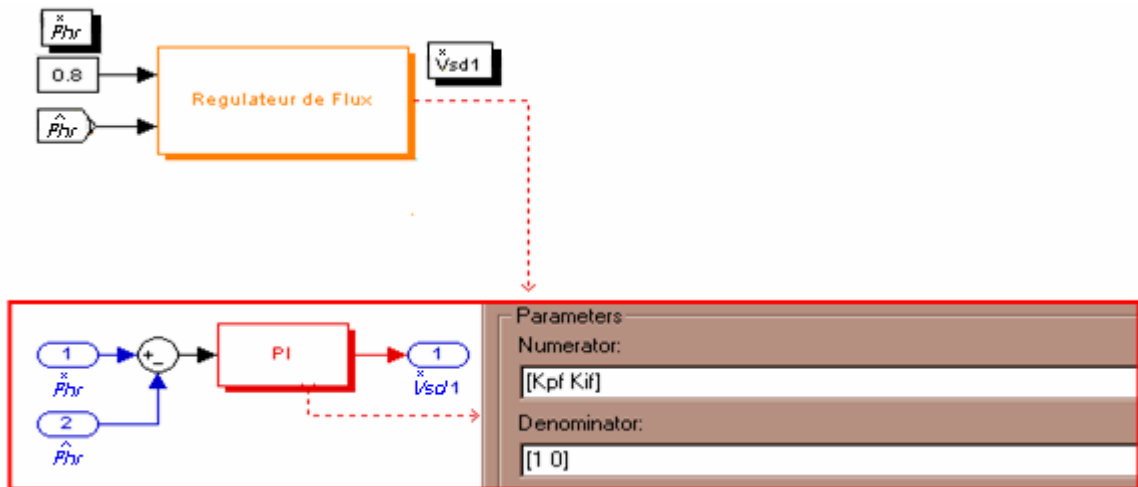 x
Phr
0.8
Regulateur de Flux
x
Vsd1
^
Phr
1
x
Phr
+
-
PI
1
x
Vsd1
2
^
Phr
Parameters
Numerator:
[Kpf Kif]
Denominator:
[1 0]